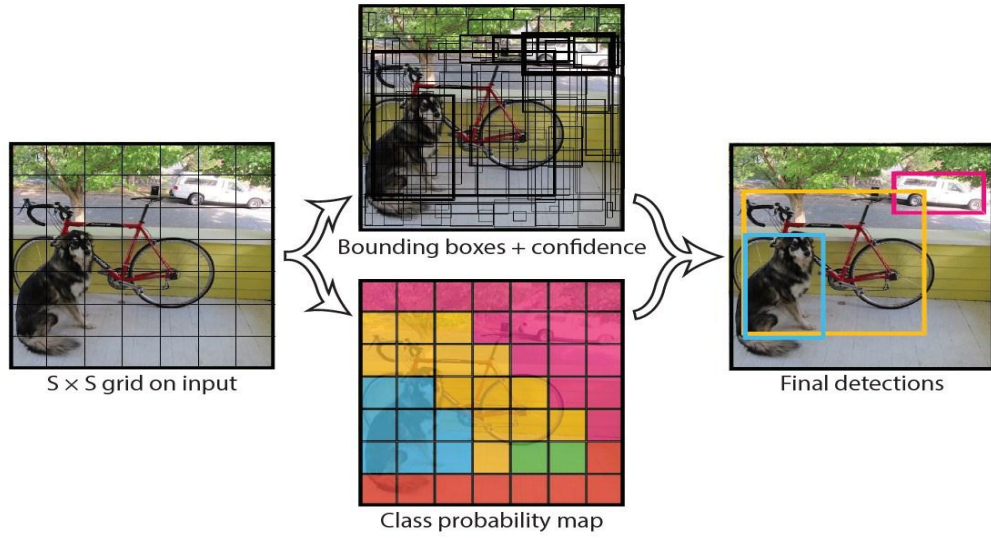 S × S grid on input
Bounding boxes + confidence
Class probability map
Final detections